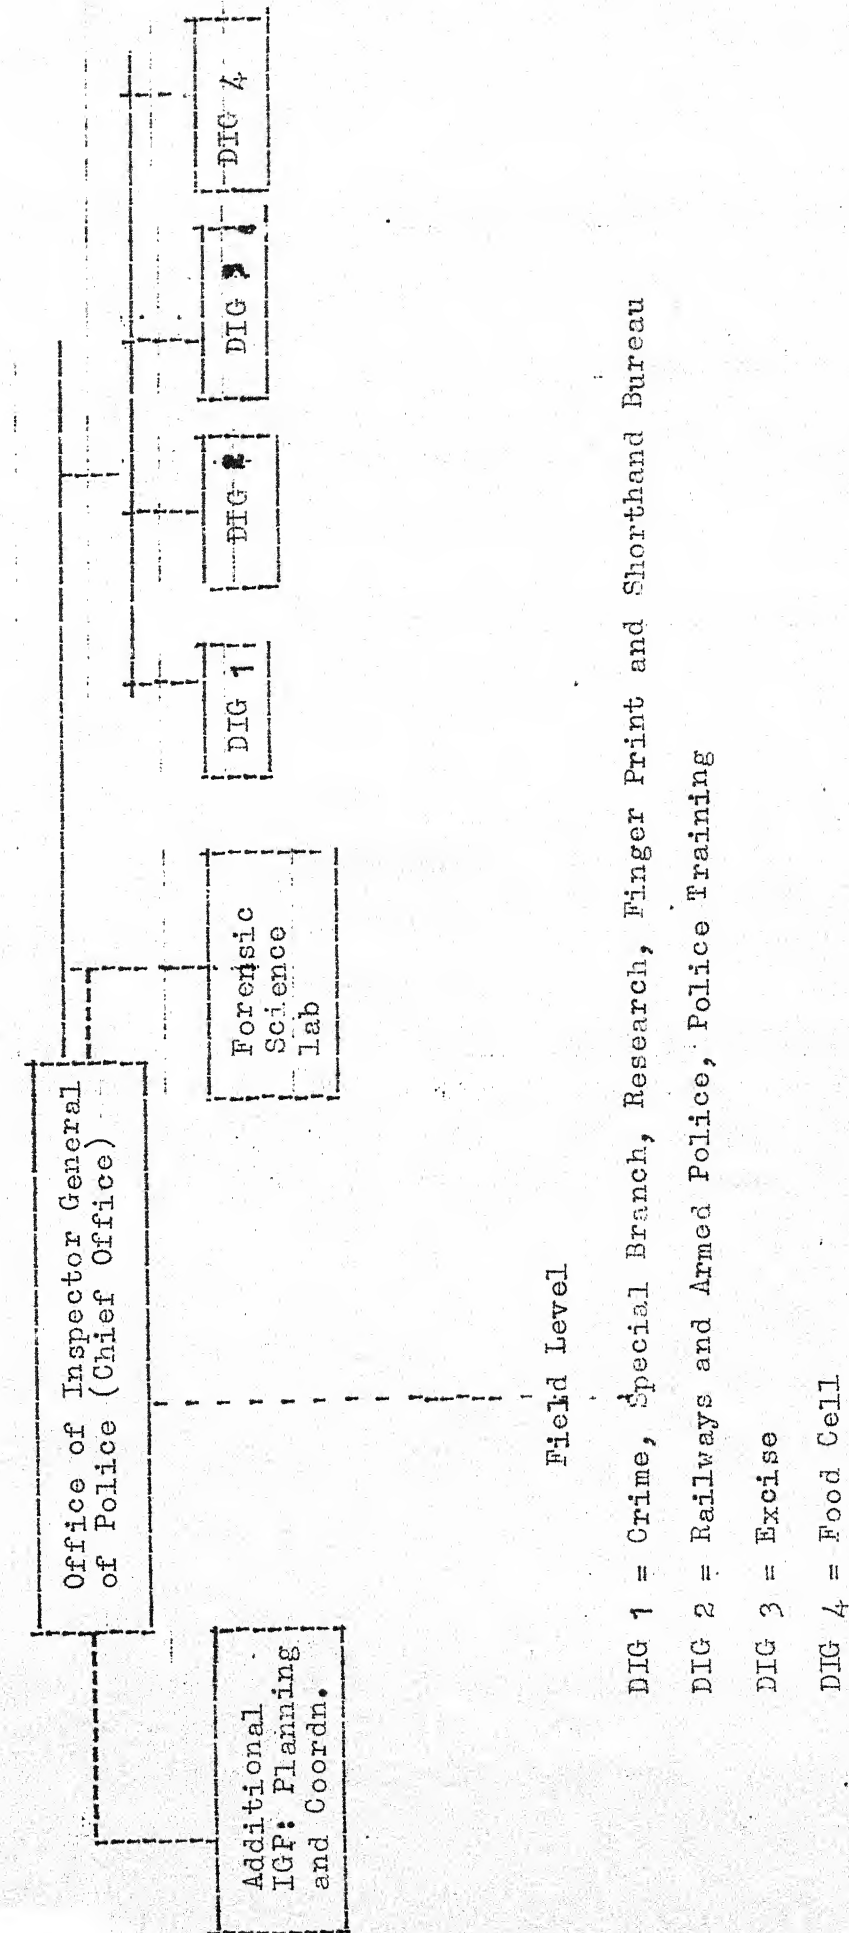 Office of Inspector General
of Police (Chief Office)
Additional
IGP: Planning
and Coordn.
Forensic
Science
lab
DIG 1
DIG 2
DIG 3
DIG 4
Field Level
DIG 1 = Crime, Special Branch, Research, Finger Print and Shorthand Bureau
DIG 2 = Railways and Armed Police, Police Training
DIG 3 = Excise
DIG 4 = Food Cell